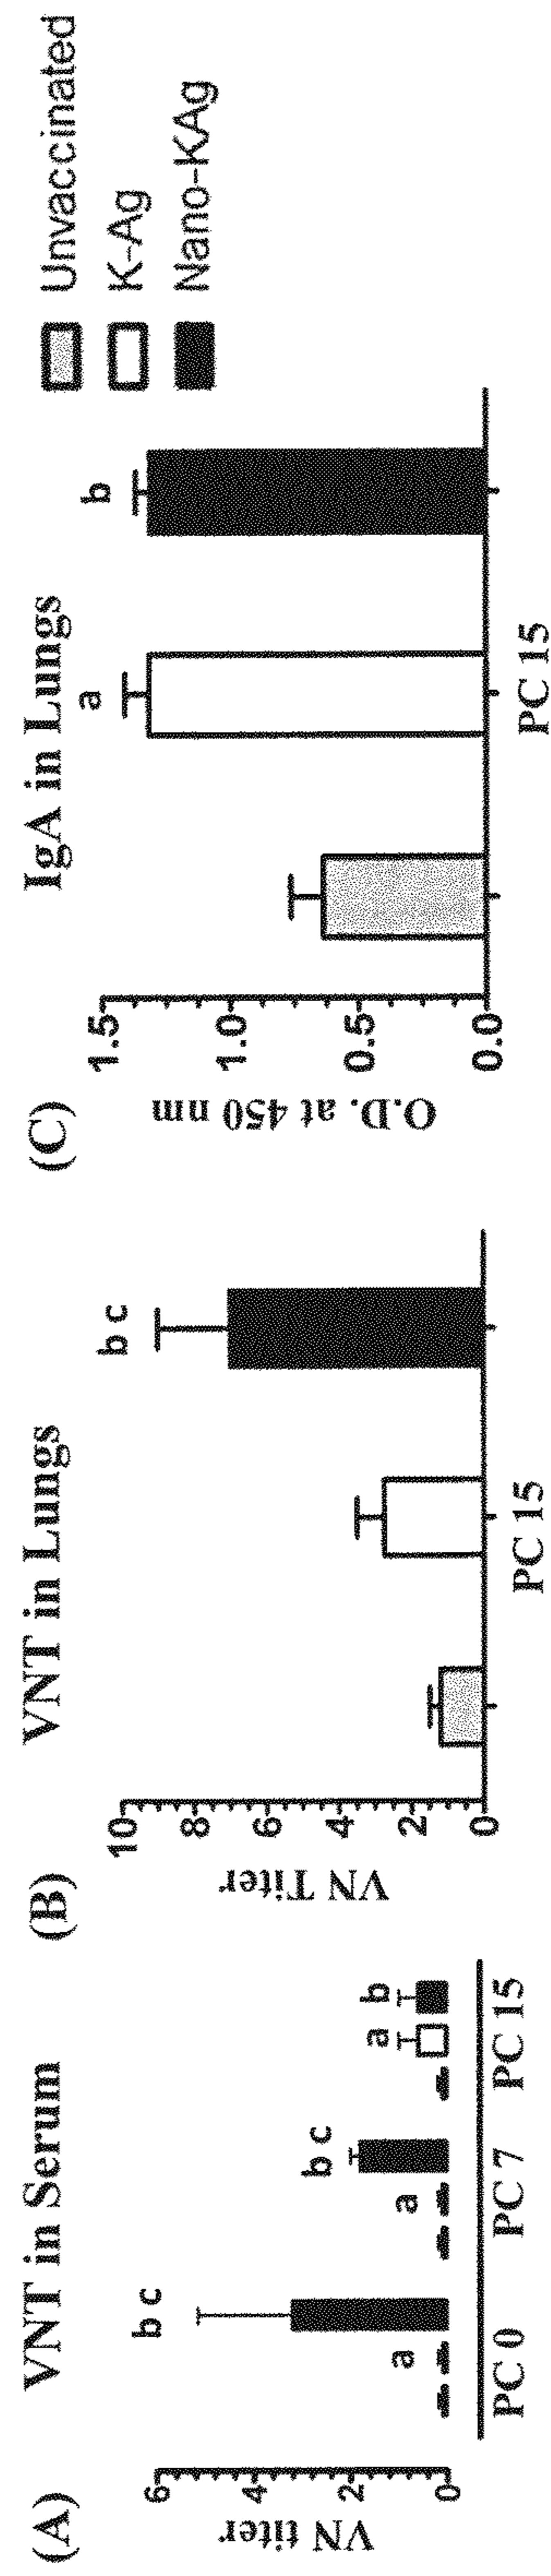 (A)
VNT in Serum
VN titer
6
4
2
0
a
b c
a
b c
a
b
PC 0
PC 7
PC 15
(B)
VNT in Lungs
VN Titer
10
8
6
4
2
0
b c
PC 15
(C)
IgA in Lungs
O.D. at 450 nm
1.5
1.0
0.5
0.0
a
b
PC 15
Unvaccinated
K-Ag
Nano-KAg